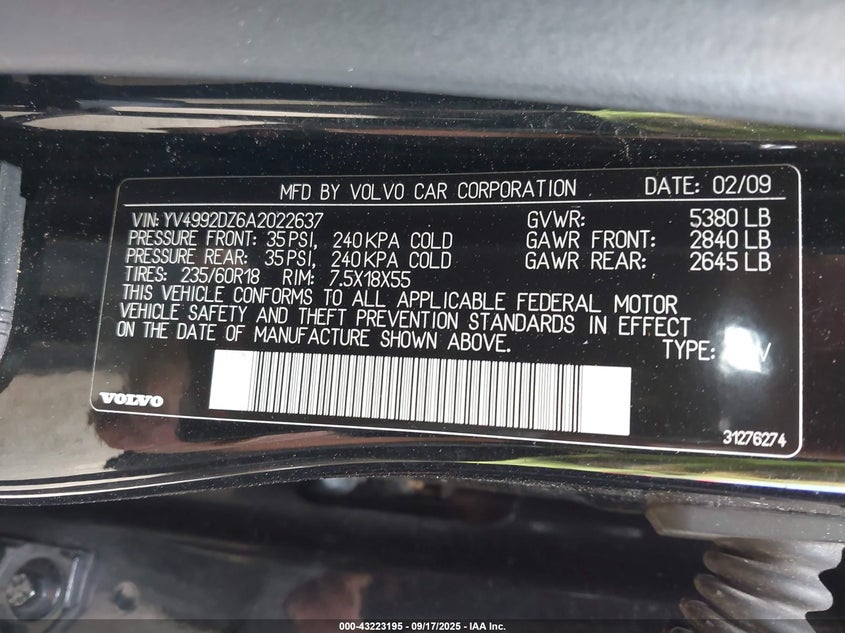 MFD BY VOLVO CAR CORPORATION DATE: 02/09
VIN: YV4992DZ6A2022637 GVWR: 5380 LB
PRESSURE FRONT: 35 PSI, 240 KPA COLD GAWR FRONT: 2840 LB
PRESSURE REAR: 35 PSI, 240 KPA COLD GAWR REAR: 2645 LB
TIRES: 235/60R18 RIM: 7.5X18X55
THIS VEHICLE CONFORMS TO ALL APPLICABLE FEDERAL MOTOR
VEHICLE SAFETY AND THEFT PREVENTION STANDARDS IN EFFECT
ON THE DATE OF MANUFACTURE SHOWN ABOVE.
TYPE:
VOLVO
31276274
000-43223195 - 09/17/2025 - IAA Inc.